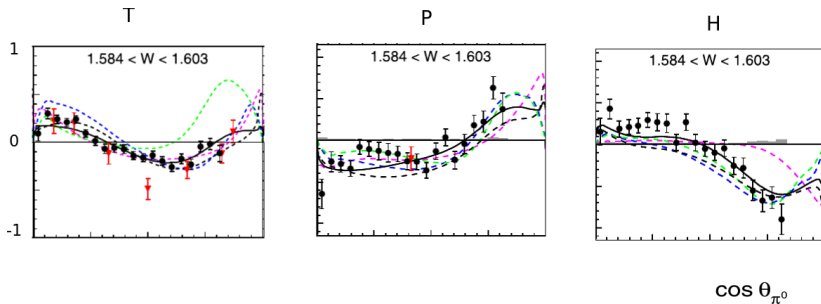 T P H
1
1.584 < W < 1.603 1.584 < W < 1.603 1.584 < W < 1.603
0
-1
cos θπ⁰